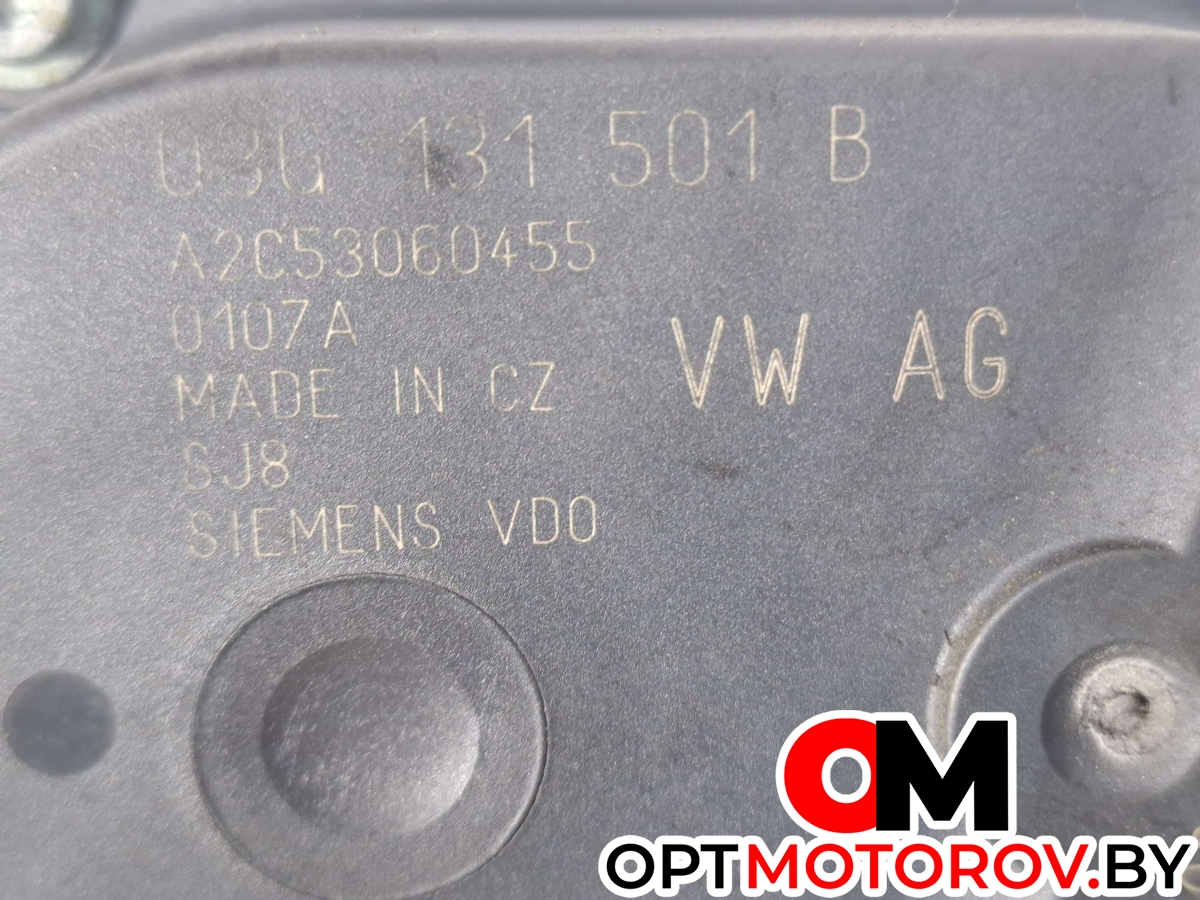 03G 131 501 B
A2C53060455
0107A
MADE IN CZ
VW AG
SJ8
SIEMENS VDO
OM
OPTMOTOROV.BY